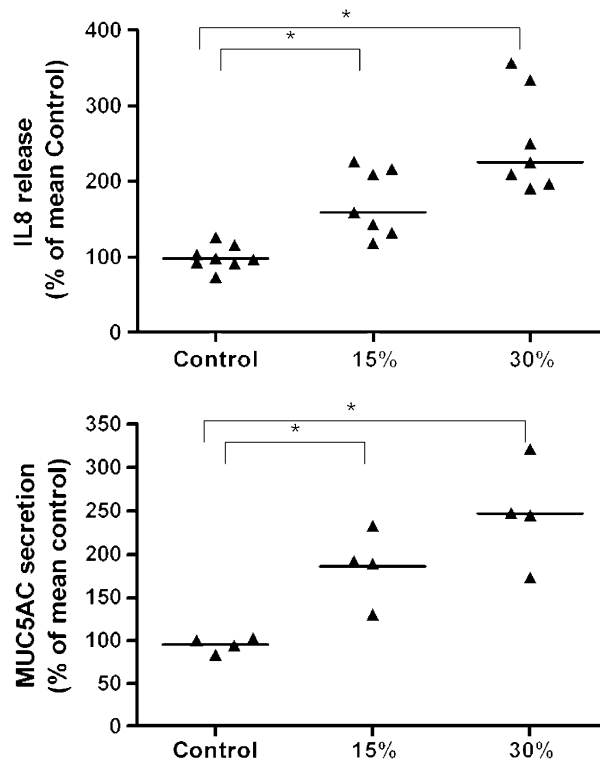 *
*
400
300
200
100
0
IL8 release
(% of mean Control)
Control 15% 30%
*
*
350
300
250
200
150
100
50
0
MUC5AC secretion
(% of mean control)
Control 15% 30%